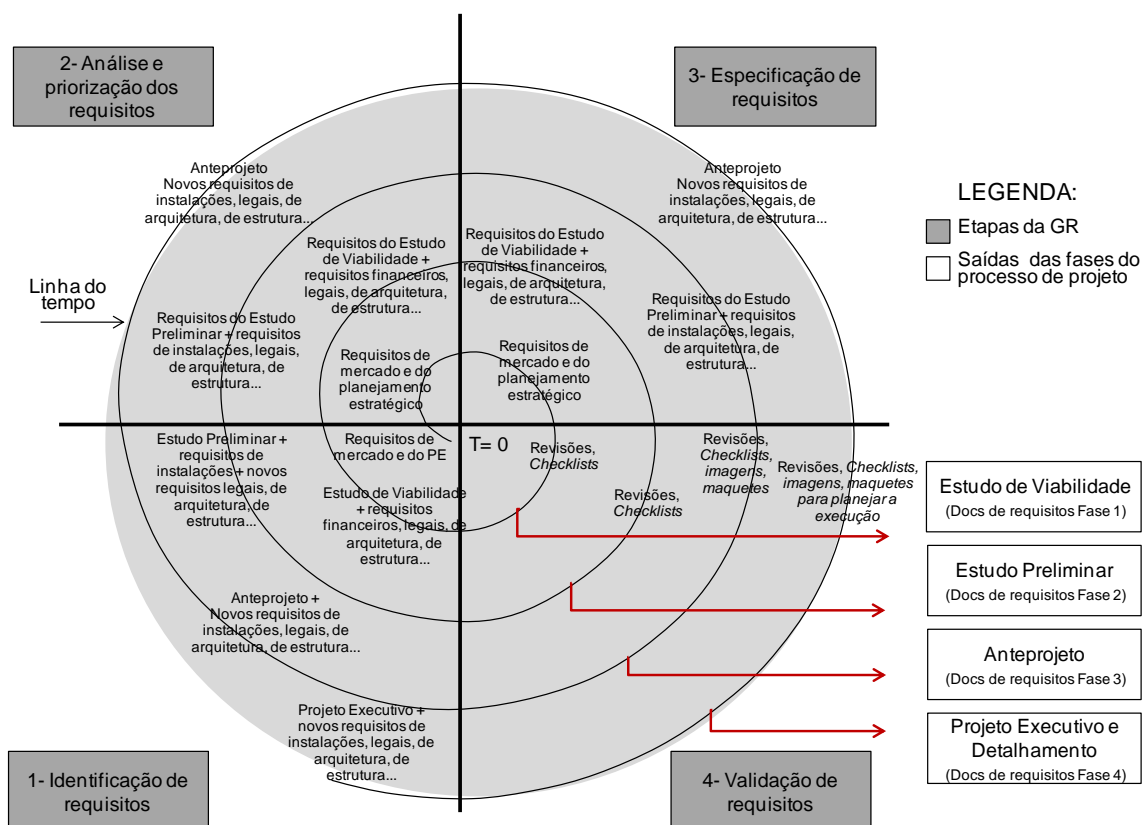 2- Análise e
priorização dos
requisitos
3- Especificação de
requisitos
Anteprojeto
Novos requisitos de
instalações, legais, de
arquitetura, de estrutura...
Anteprojeto
Novos requisitos de
instalações, legais, de
arquitetura, de estrutura...
LEGENDA:
Etapas da GR
Saídas das fases do
processo de projeto
Requisitos do Estudo
de Viabilidade +
requisitos financeiros,
legais, de arquitetura,
de estrutura...
Requisitos do Estudo
de Viabilidade +
requisitos financeiros,
legais, de arquitetura,
de estrutura...
Linha do
tempo
Requisitos do Estudo
Preliminar + requisitos
de instalações, legais,
de arquitetura, de
estrutura...
Requisitos do Estudo
Preliminar + requisitos
de instalações, legais,
de arquitetura, de
estrutura...
Requisitos de
mercado e do
planejamento
estratégico
Requisitos de
mercado e do
planejamento
estratégico
Estudo Preliminar +
requisitos de
instalações + novos
requisitos legais, de
arquitetura, de
estrutura...
Requisitos de
mercado e do PE
T= 0
Revisões,
Checklists
Revisões,
Checklists,
imagens,
maquetes
Revisões, Checklists,
imagens, maquetes
para planejar a
execução
Estudo de Viabilidade
+ requisitos
financeiros, legais, de
arquitetura, de
estrutura...
Revisões,
Checklists
Estudo de Viabilidade
(Docs de requisitos Fase 1)
Estudo Preliminar
(Docs de requisitos Fase 2)
Anteprojeto +
Novos requisitos de
instalações, legais, de
arquitetura, de estrutura...
Anteprojeto
(Docs de requisitos Fase 3)
Projeto Executivo +
novos requisitos de
instalações, legais, de
arquitetura, de
estrutura...
Projeto Executivo e
Detalhamento
(Docs de requisitos Fase 4)
1- Identificação de
requisitos
4- Validação de
requisitos